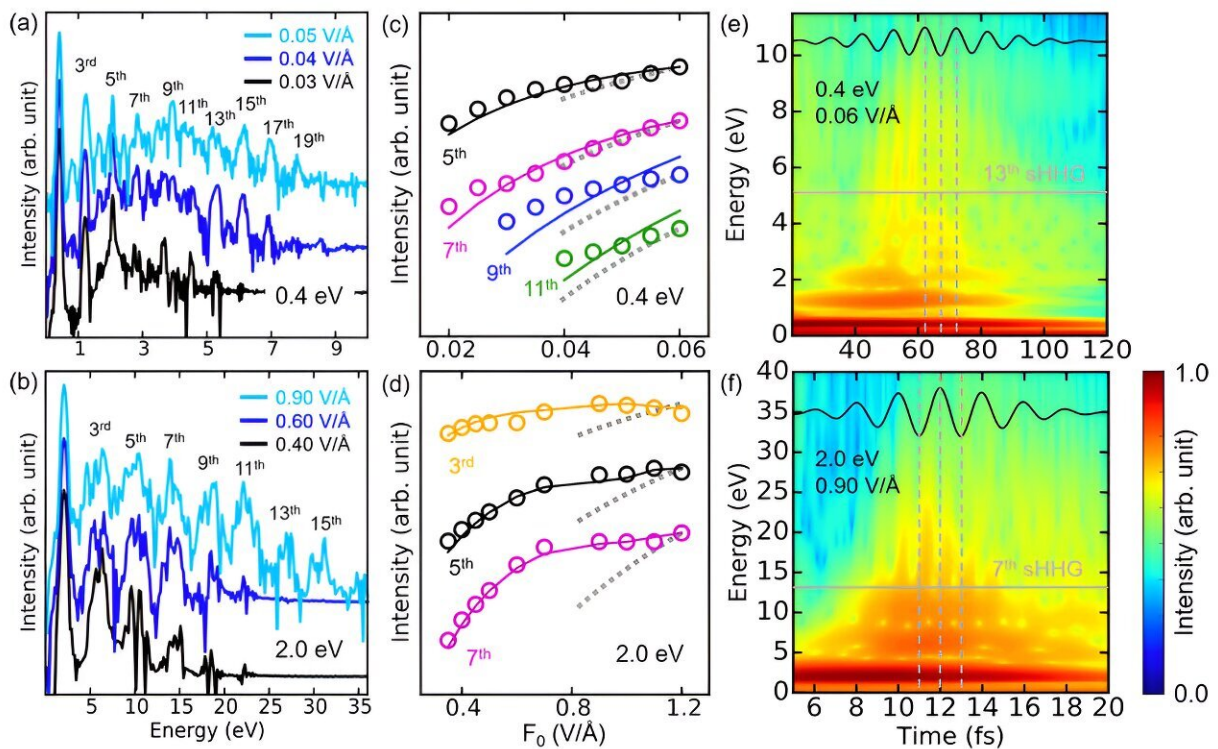 (a)
0.05 V/Å
0.04 V/Å
0.03 V/Å
3rd
5th
7th
9th
11th
13th
15th
17th
19th
0.4 eV
Intensity (arb. unit)
1 3 5 7 9
(b)
0.90 V/Å
0.60 V/Å
0.40 V/Å
3rd
5th
7th
9th
11th
13th
15th
2.0 eV
Intensity (arb. unit)
5 10 15 20 25 30 35
Energy (eV)
(c)
5th
7th
9th
11th
0.4 eV
Intensity (arb. unit)
0.02 0.04 0.06
(d)
3rd
5th
7th
2.0 eV
Intensity (arb. unit)
0.4 0.8 1.2
F0 (V/Å)
(e)
0.4 eV
0.06 V/Å
13th sHHG
Energy (eV)
10
8
6
4
2
0
40 60 80 100 120
(f)
2.0 eV
0.90 V/Å
7th sHHG
Energy (eV)
40
35
30
25
20
15
10
5
0
6 8 10 12 14 16 18 20
Time (fs)
1.0
Intensity (arb. unit)
0.0